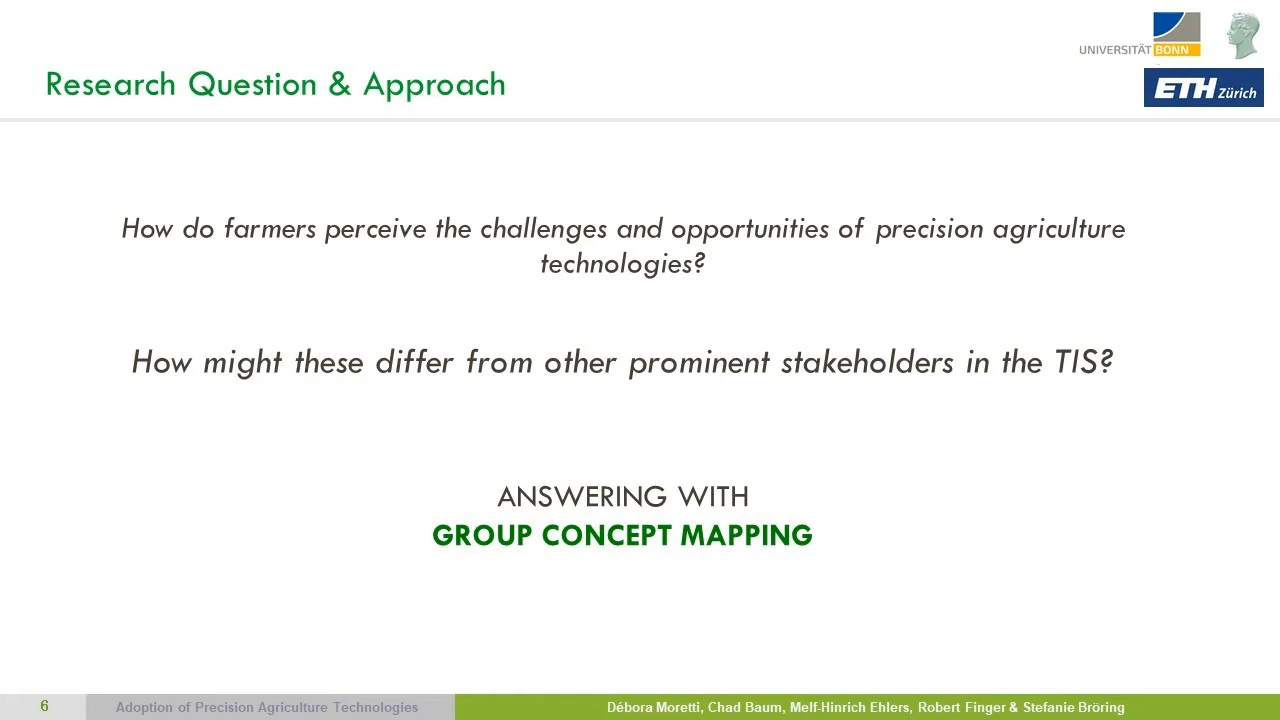 UNIVERSITÄT BONN
Research Question & Approach
ETH Zürich
How do farmers perceive the challenges and opportunities of precision agriculture
technologies?
How might these differ from other prominent stakeholders in the TIS?
ANSWERING WITH
GROUP CONCEPT MAPPING
6
Adoption of Precision Agriculture Technologies
Débora Moretti, Chad Baum, Melf-Hinrich Ehlers, Robert Finger & Stefanie Bröring